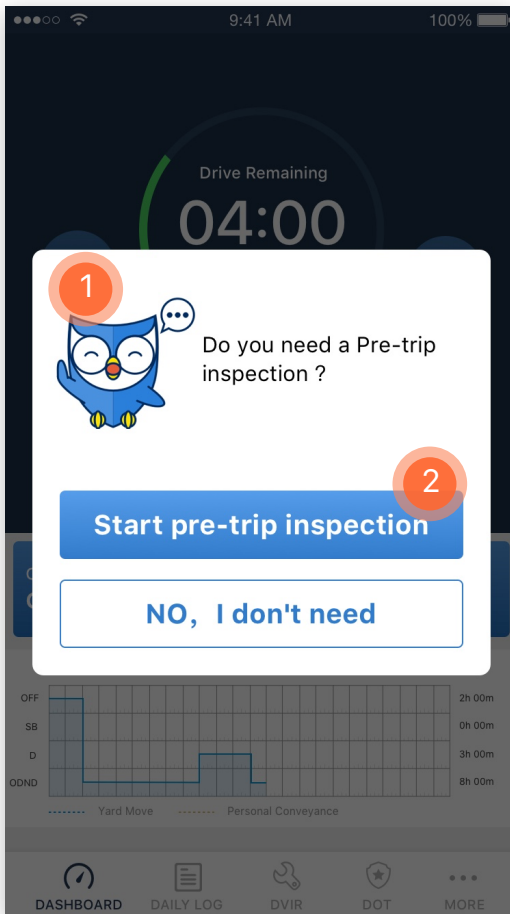 9:41 AM
100%
Drive Remaining
04:00
1
Do you need a Pre-trip
inspection ?
2
Start pre-trip inspection
NO, I don't need
OFF
2h 00m
SB
0h 00m
D
3h 00m
ODND
8h 00m
Yard Move
Personal Conveyance
DASHBOARD
DAILY LOG
DVIR
DOT
MORE